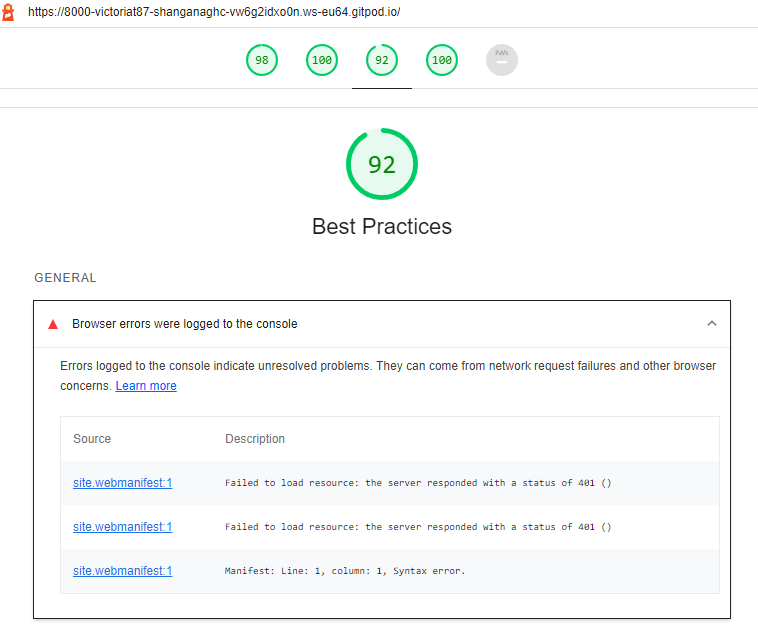 https://8000-victoriat87-shanganaghc-vw6g2idxo0n.ws-eu64.gitpod.io/
98 100 92 100 PWA
92
Best Practices
GENERAL
Browser errors were logged to the console
Errors logged to the console indicate unresolved problems. They can come from network request failures and other browser
concerns. Learn more
Source Description
site.webmanifest:1 Failed to load resource: the server responded with a status of 401 ()
site.webmanifest:1 Failed to load resource: the server responded with a status of 401 ()
site.webmanifest:1 Manifest: Line: 1, column: 1, Syntax error.